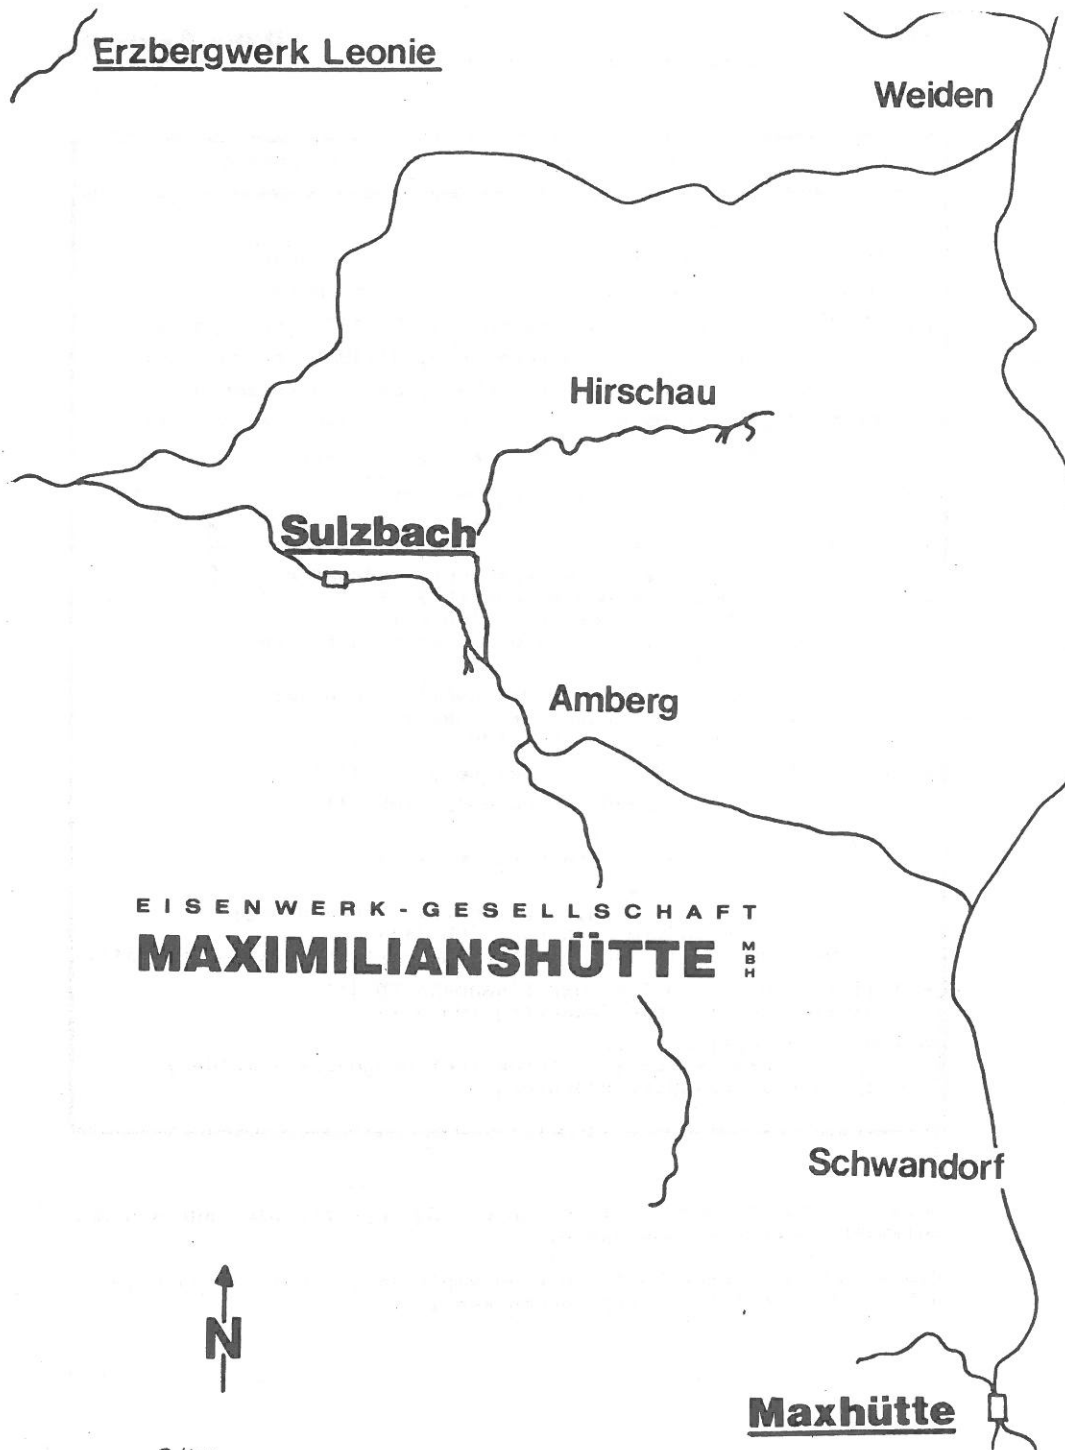 Erzbergwerk Leonie
Weiden
Hirschau
Sulzbach
Amberg
EISENWERK-GESELLSCHAFT
MAXIMILIANSHÜTTE MBH
Schwandorf
N
Maxhütte